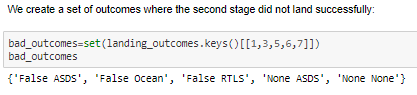 We create a set of outcomes where the second stage did not land successfully:
bad_outcomes=set(landing_outcomes.keys()[[1,3,5,6,7]])
bad_outcomes
{'False ASDS', 'False Ocean', 'False RTLS', 'None ASDS', 'None None'}